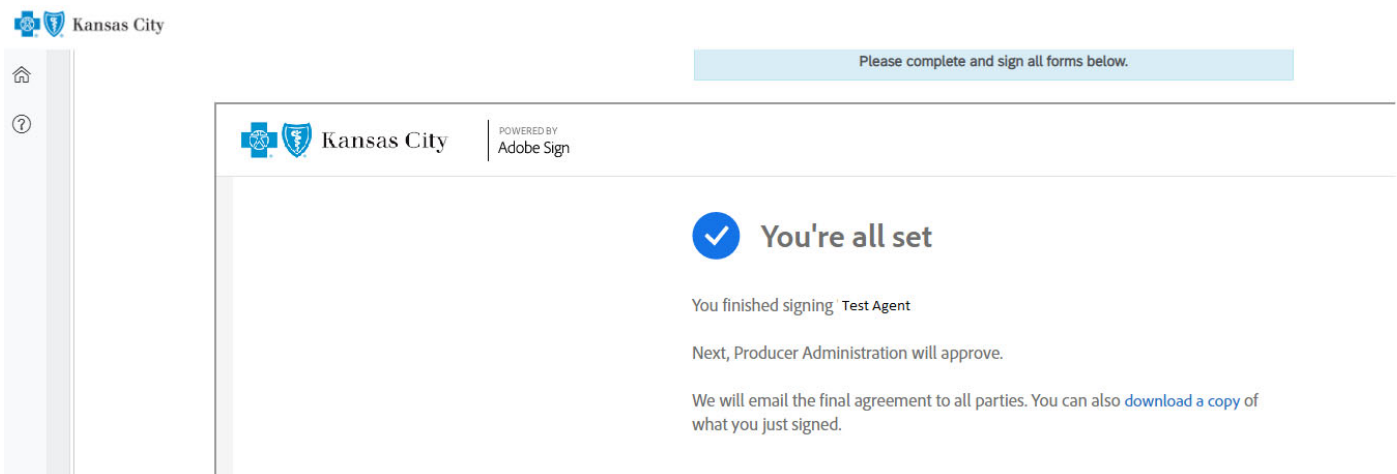 Kansas City
Please complete and sign all forms below.
Kansas City
POWERED BY
Adobe Sign
You're all set
You finished signing Test Agent
Next, Producer Administration will approve.
We will email the final agreement to all parties. You can also download a copy of
what you just signed.